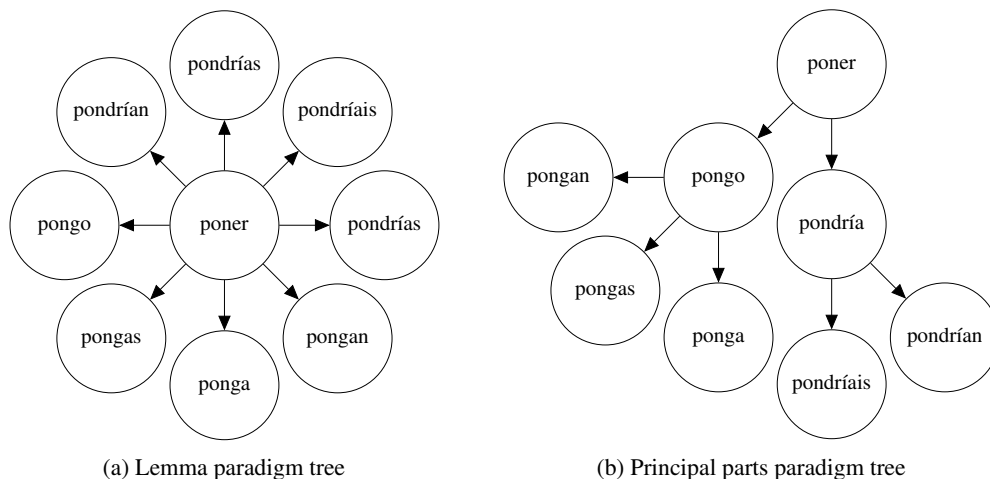 pondrías
pondrían
pondríais
pongo
poner
pondrías
pongas
pongan
ponga
(a) Lemma paradigm tree
poner
pongan
pongo
pondría
pongas
ponga
pondrían
pondríais
(b) Principal parts paradigm tree